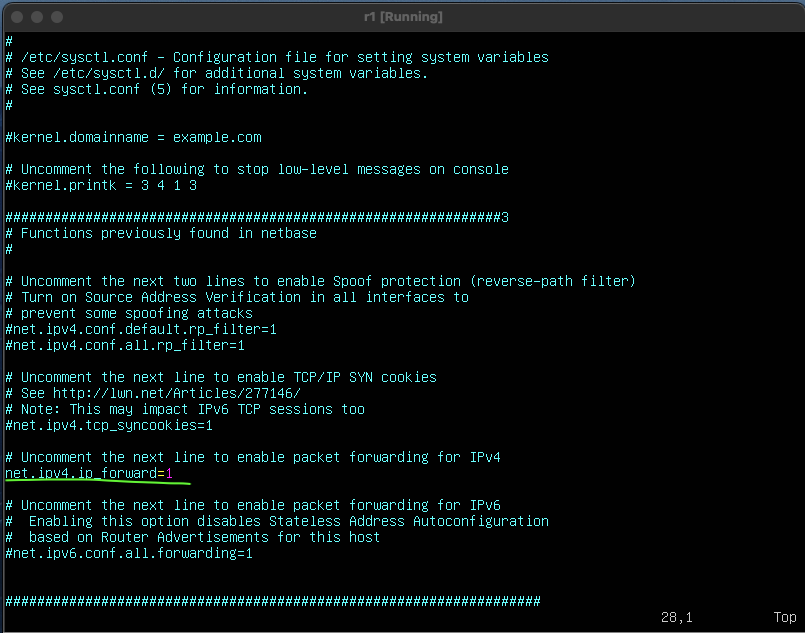 r1 [Running]
#
# /etc/sysctl.conf - Configuration file for setting system variables
# See /etc/sysctl.d/ for additional system variables.
# See sysctl.conf (5) for information.
#
#kernel.domainname = example.com
# Uncomment the following to stop low-level messages on console
#kernel.printk = 3 4 1 3
##############################################################3
# Functions previously found in netbase
#
# Uncomment the next two lines to enable Spoof protection (reverse-path filter)
# Turn on Source Address Verification in all interfaces to
# prevent some spoofing attacks
#net.ipv4.conf.default.rp_filter=1
#net.ipv4.conf.all.rp_filter=1
# Uncomment the next line to enable TCP/IP SYN cookies
# See http://lwn.net/Articles/277146/
# Note: This may impact IPv6 TCP sessions too
#net.ipv4.tcp_syncookies=1
# Uncomment the next line to enable packet forwarding for IPv4
net.ipv4.ip_forward=1
# Uncomment the next line to enable packet forwarding for IPv6
#  Enabling this option disables Stateless Address Autoconfiguration
#  based on Router Advertisements for this host
#net.ipv6.conf.all.forwarding=1
###################################################################
28,1 Top